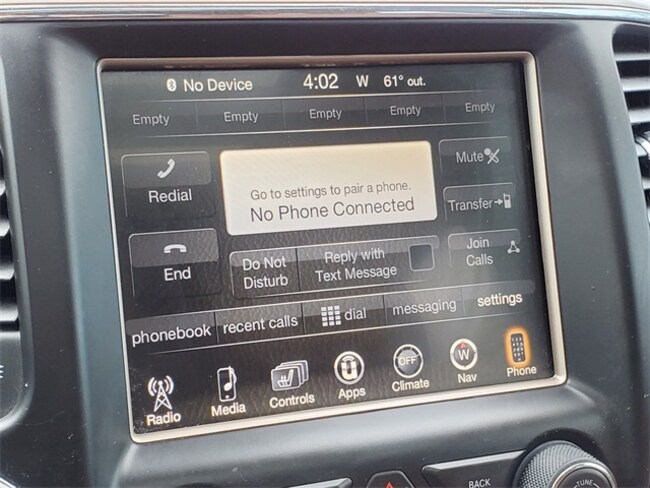 No Device 4:02 W 61° out.
Empty Empty Empty Empty Empty
Redial
Go to settings to pair a phone.
No Phone Connected
Mute
Transfer
End
Do Not
Disturb
Reply with
Text Message
Join
Calls
phonebook recent calls dial messaging settings
Radio Media Controls Apps OFF Climate W Nav Phone
BACK
TUNE